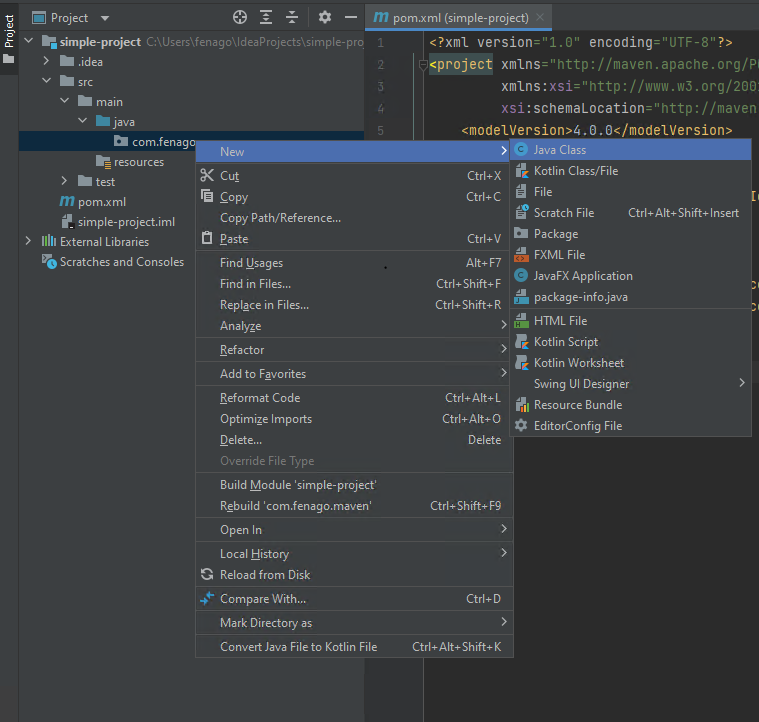 Project
Project
pom.xml (simple-project)
simple-project C:\Users\fenago\IdeaProjects\simple-pro
.idea
src
main
java
com.fenago
resources
test
pom.xml
simple-project.iml
External Libraries
Scratches and Consoles
1 <?xml version="1.0" encoding="UTF-8"?>
2 <project xmlns="http://maven.apache.org/P
3 xmlns:xsi="http://www.w3.org/200
4 xsi:schemaLocation="http://maven
5 <modelVersion>4.0.0</modelVersion>
New
Cut Ctrl+X
Copy Ctrl+C
Copy Path/Reference...
Paste Ctrl+V
Find Usages Alt+F7
Find in Files... Ctrl+Shift+F
Replace in Files... Ctrl+Shift+R
Analyze
Refactor
Add to Favorites
Reformat Code Ctrl+Alt+L
Optimize Imports Ctrl+Alt+O
Delete... Delete
Override File Type
Build Module 'simple-project'
Rebuild 'com.fenago.maven' Ctrl+Shift+F9
Open In
Local History
Reload from Disk
Compare With... Ctrl+D
Mark Directory as
Convert Java File to Kotlin File Ctrl+Alt+Shift+K
Java Class
Kotlin Class/File
File
Scratch File Ctrl+Alt+Shift+Insert
Package
FXML File
JavaFX Application
package-info.java
HTML File
Kotlin Script
Kotlin Worksheet
Swing UI Designer
Resource Bundle
EditorConfig File